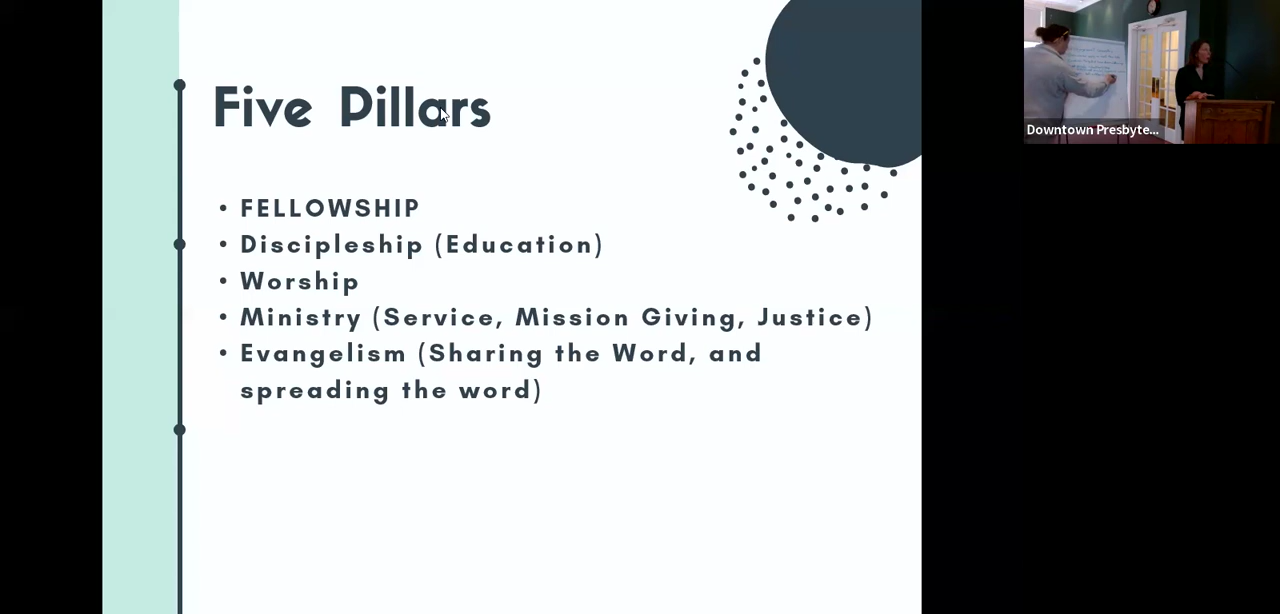 Five Pillars
• FELLOWSHIP
• Discipleship (Education)
• Worship
• Ministry (Service, Mission Giving, Justice)
• Evangelism (Sharing the Word, and
spreading the word)
Downtown Presbyte...